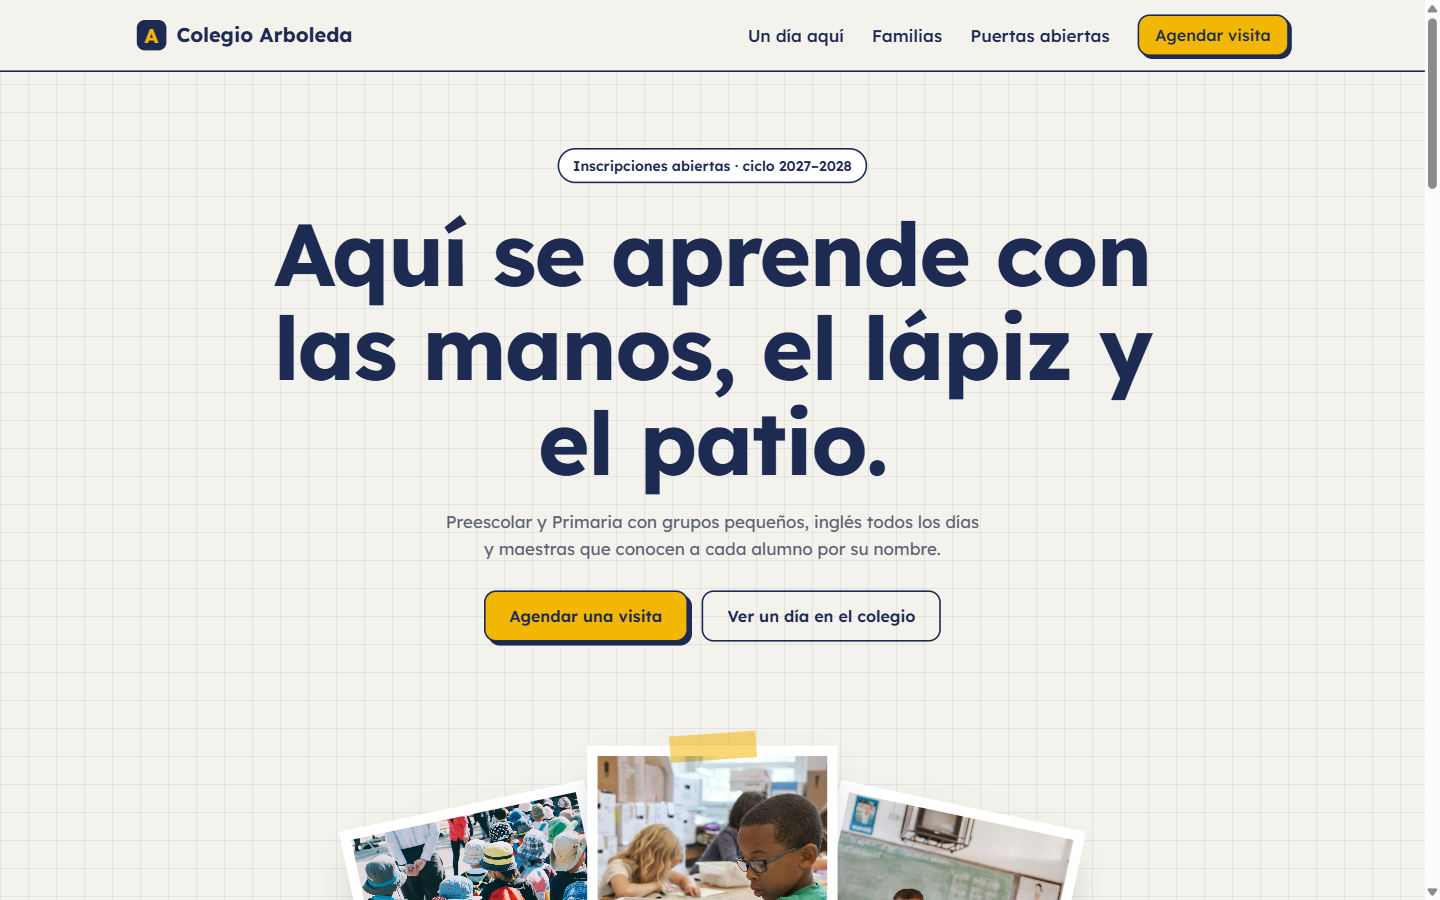 A Colegio Arboleda
Un día aquí Familias Puertas abiertas Agendar visita
Inscripciones abiertas · ciclo 2027–2028
Aquí se aprende con
las manos, el lápiz y
el patio.
Preescolar y Primaria con grupos pequeños, inglés todos los días
y maestras que conocen a cada alumno por su nombre.
Agendar una visita Ver un día en el colegio